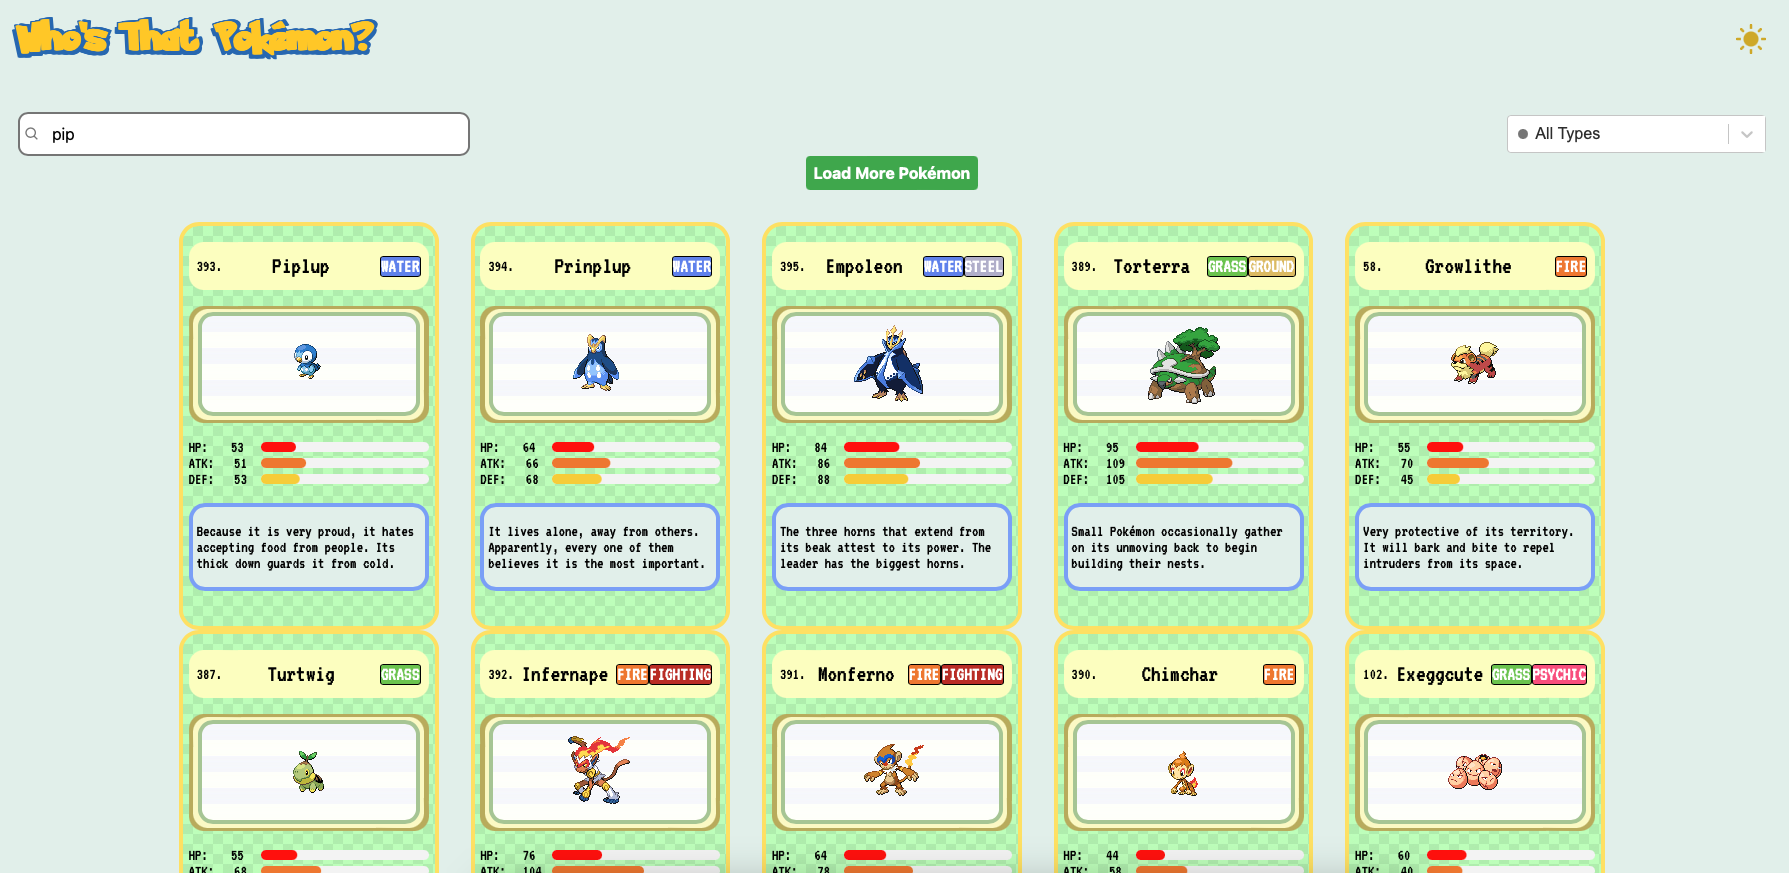 Who's That Pokémon?
pip
All Types
Load More Pokémon
393. Piplup WATER
394. Prinplup WATER
395. Empoleon WATER STEEL
389. Torterra GRASS GROUND
58. Growlithe FIRE
HP: 53
ATK: 51
DEF: 53
HP: 64
ATK: 66
DEF: 68
HP: 84
ATK: 86
DEF: 88
HP: 95
ATK: 109
DEF: 105
HP: 55
ATK: 70
DEF: 45
Because it is very proud, it hates
accepting food from people. Its
thick down guards it from cold.
It lives alone, away from others.
Apparently, every one of them
believes it is the most important.
The three horns that extend from
its beak attest to its power. The
leader has the biggest horns.
Small Pokémon occasionally gather
on its unmoving back to begin
building their nests.
Very protective of its territory.
It will bark and bite to repel
intruders from its space.
387. Turtwig GRASS
392. Infernape FIRE FIGHTING
391. Monferno FIRE FIGHTING
390. Chimchar FIRE
102. Exeggcute GRASS PSYCHIC
HP: 55
ATK: 68
HP: 76
ATK: 104
HP: 64
ATK: 78
HP: 44
ATK: 58
HP: 60
ATK: 40